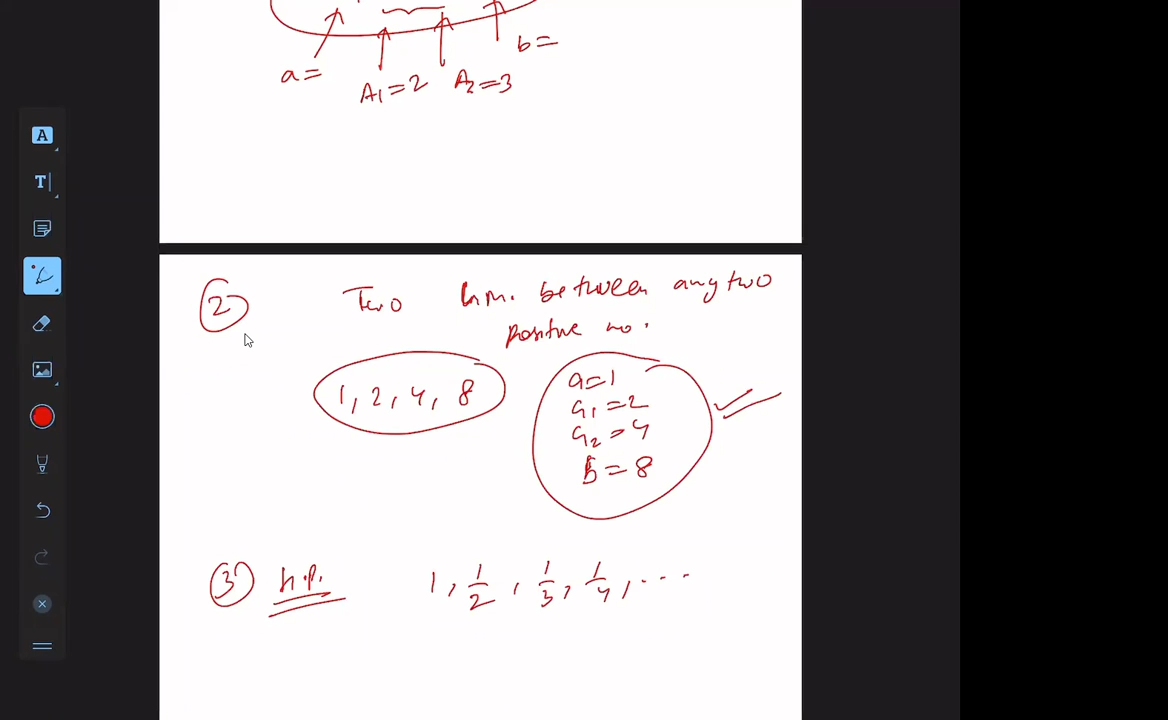 a=
b=
A₁=2 A₂=3
A
T
② Two G.M. between any two
positive no.
1, 2, 4, 8
a=1
G₁=2
G₂=4
b=8
③ H.P. 1, 1/2, 1/3, 1/4, ...